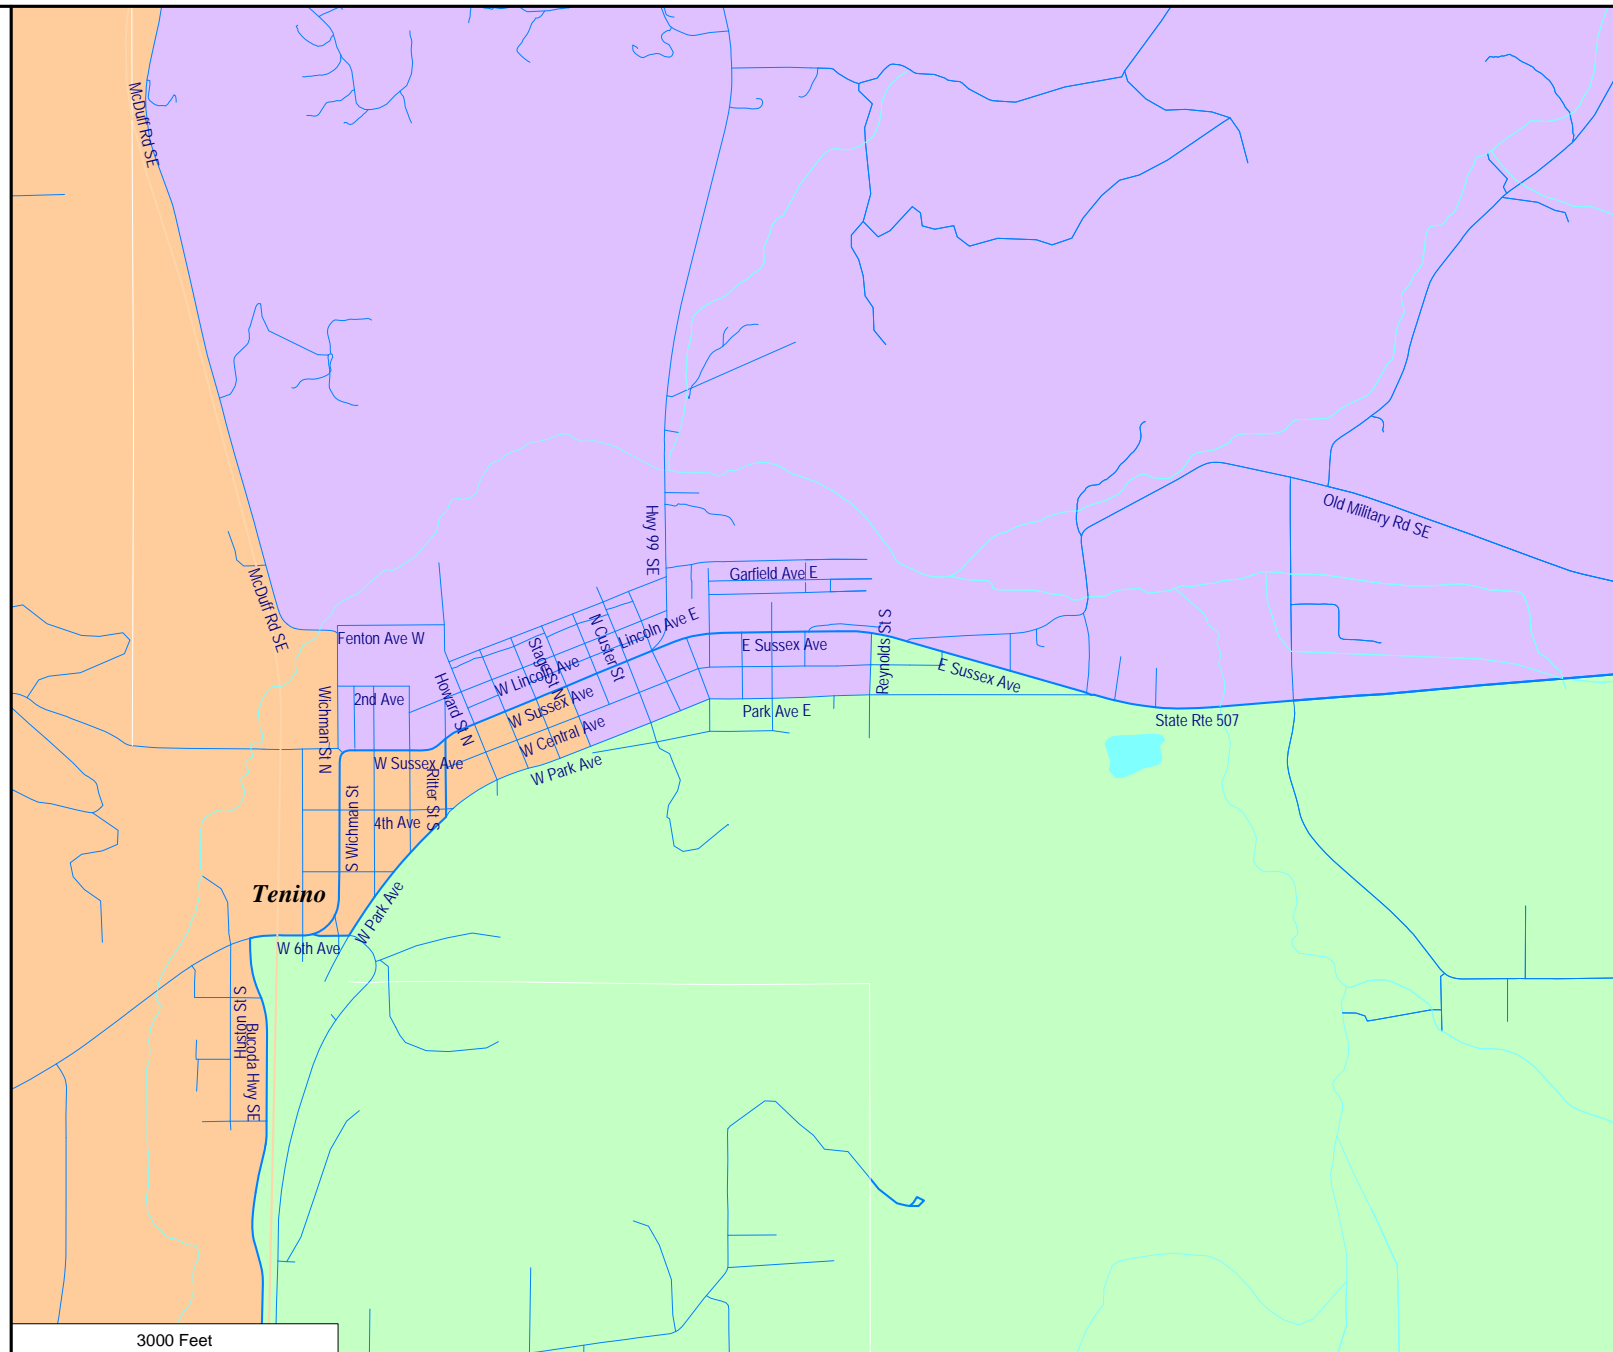 McDuff Rd SE
Old Military Rd SE
Hwy 99 SE
Garfield Ave E
McDuff Rd SE
Fenton Ave W
N Custer St
Lincoln Ave E
Reynolds St S
E Sussex Ave
Stage St N
W Lincoln Ave
E Sussex Ave
Wichman St N
2nd Ave
Howard St N
W Sussex Ave
Park Ave E
State Rte 507
W Central Ave
W Sussex Ave
W Park Ave
Ritter St S
S Wichman St
4th Ave
Tenino
W Park Ave
W 6th Ave
Huston St S
Bucoda Hwy SE
3000 Feet